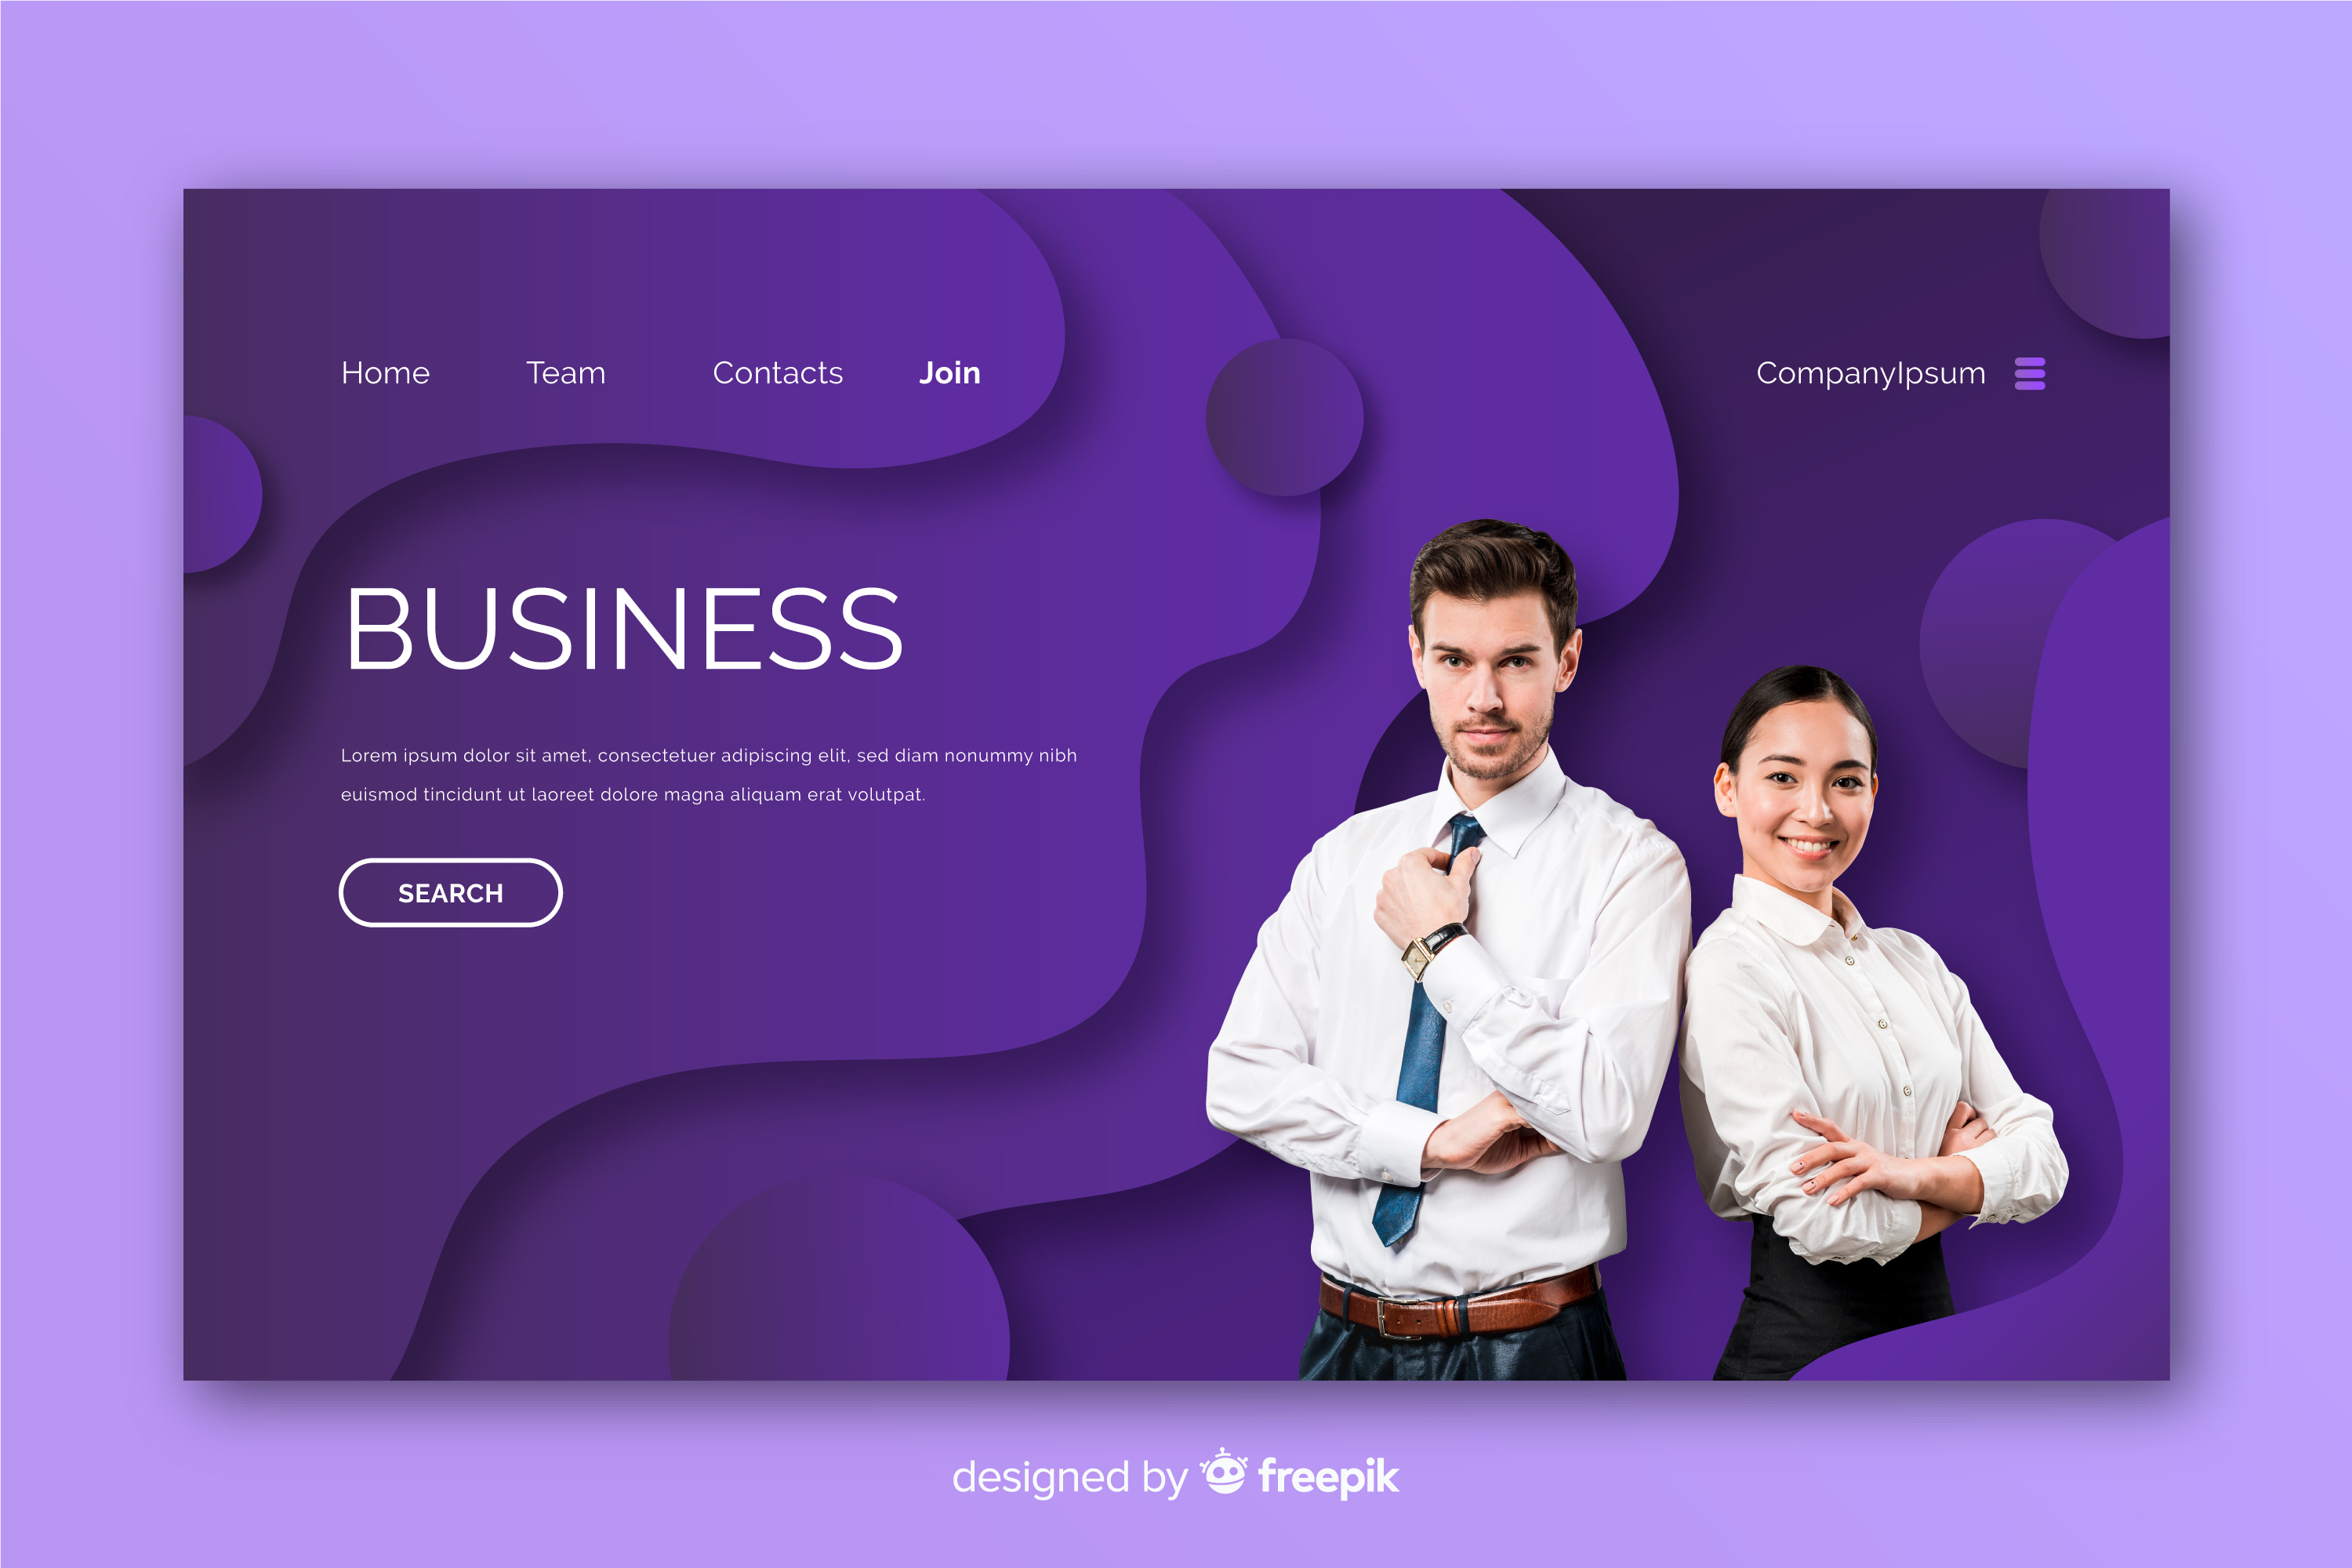 Home Team Contacts Join CompanyIpsum
BUSINESS
Lorem ipsum dolor sit amet, consectetuer adipiscing elit, sed diam nonummy nibh
euismod tincidunt ut laoreet dolore magna aliquam erat volutpat.
SEARCH
designed by freepik